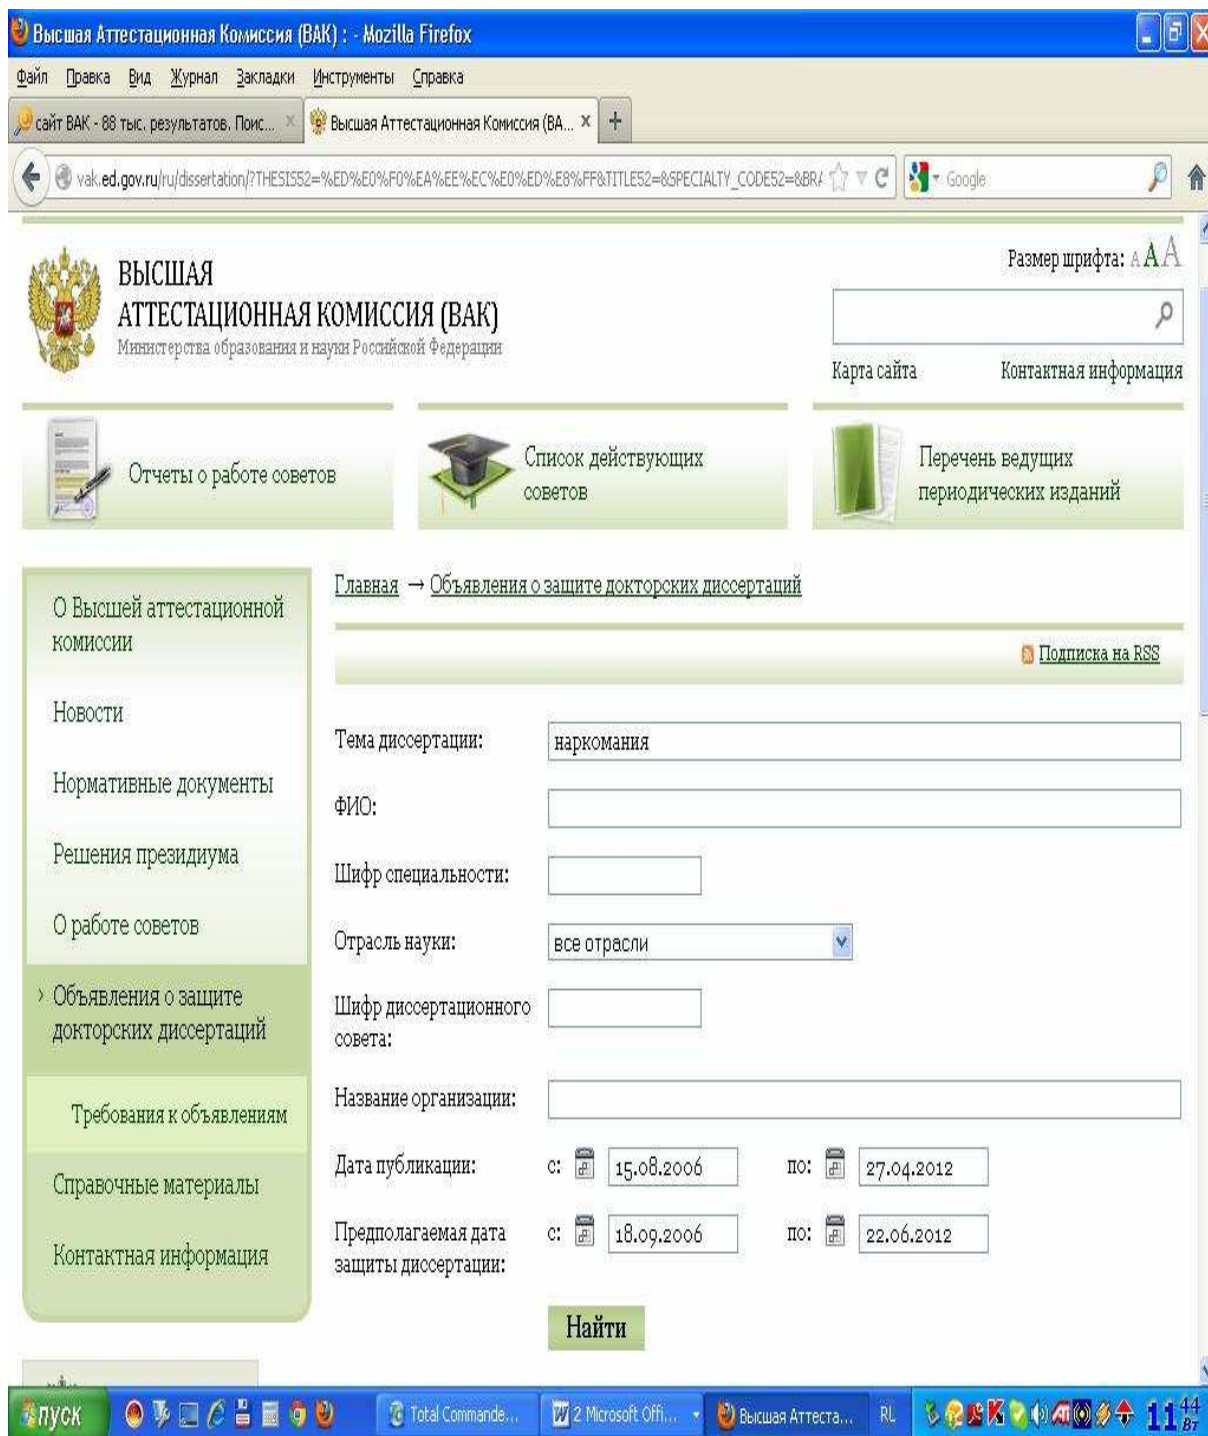 Высшая Аттестационная Комиссия (ВАК) : - Mozilla Firefox
Файл Правка Вид Журнал Закладки Инструменты Справка
сайт ВАК - 88 тыс. результатов. Поис... Высшая Аттестационная Комиссия (ВА...
vak.ed.gov.ru/ru/dissertation/?THESIS52=%ED%E0%F0%EA%EE%EC%E0%ED%E8%FF&TITLE52=&SPECIALTY_CODE52=&BRA Google
Размер шрифта: A A A
ВЫСШАЯ
АТТЕСТАЦИОННАЯ КОМИССИЯ (ВАК)
Министерства образования и науки Российской Федерации
Карта сайта Контактная информация
Отчеты о работе советов
Список действующих
советов
Перечень ведущих
периодических изданий
О Высшей аттестационной
комиссии
Новости
Нормативные документы
Решения президиума
О работе советов
Объявления о защите
докторских диссертаций
Требования к объявлениям
Справочные материалы
Контактная информация
Главная → Объявления о защите докторских диссертаций
Подписка на RSS
Тема диссертации: наркомания
ФИО:
Шифр специальности:
Отрасль науки: все отрасли
Шифр диссертационного
совета:
Название организации:
Дата публикации: с: 15.08.2006 по: 27.04.2012
Предполагаемая дата
защиты диссертации: с: 18.09.2006 по: 22.06.2012
Найти
пуск Total Commande... 2 Microsoft Offi... Высшая Аттеста... RL 11 44 Вт